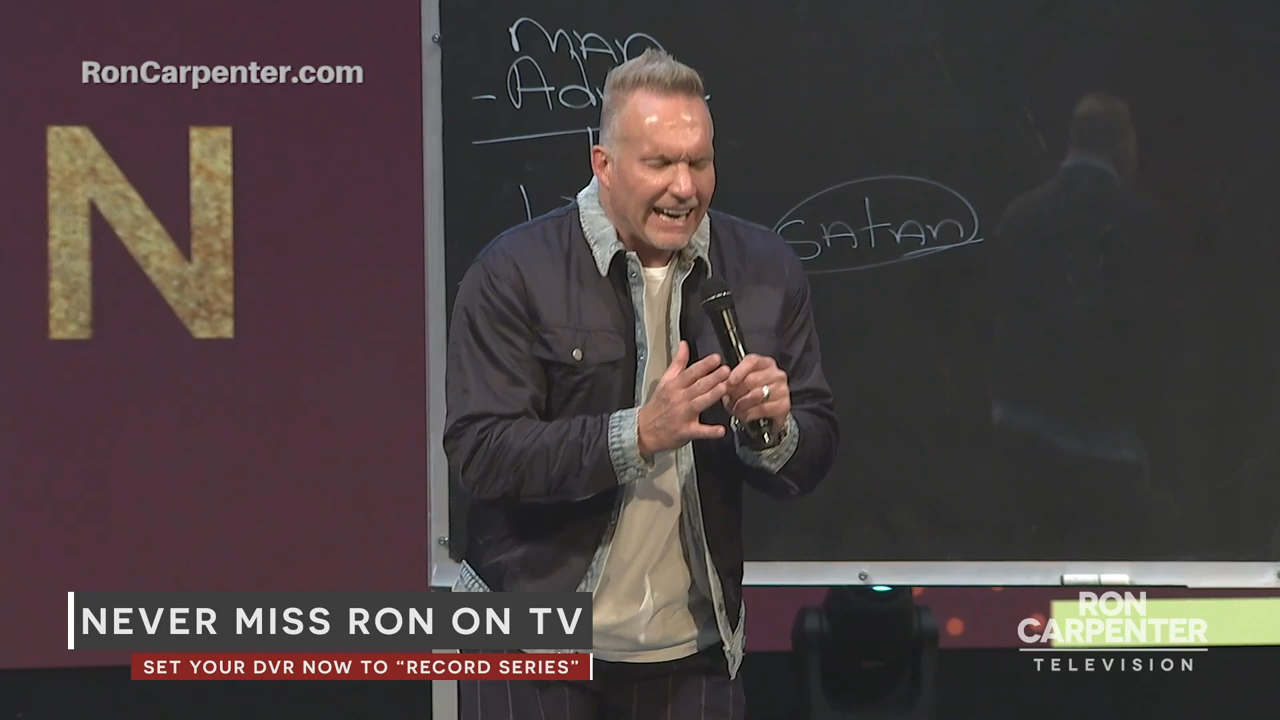 RonCarpenter.com
N
man
satan
NEVER MISS RON ON TV
SET YOUR DVR NOW TO “RECORD SERIES”
RON
CARPENTER
TELEVISION